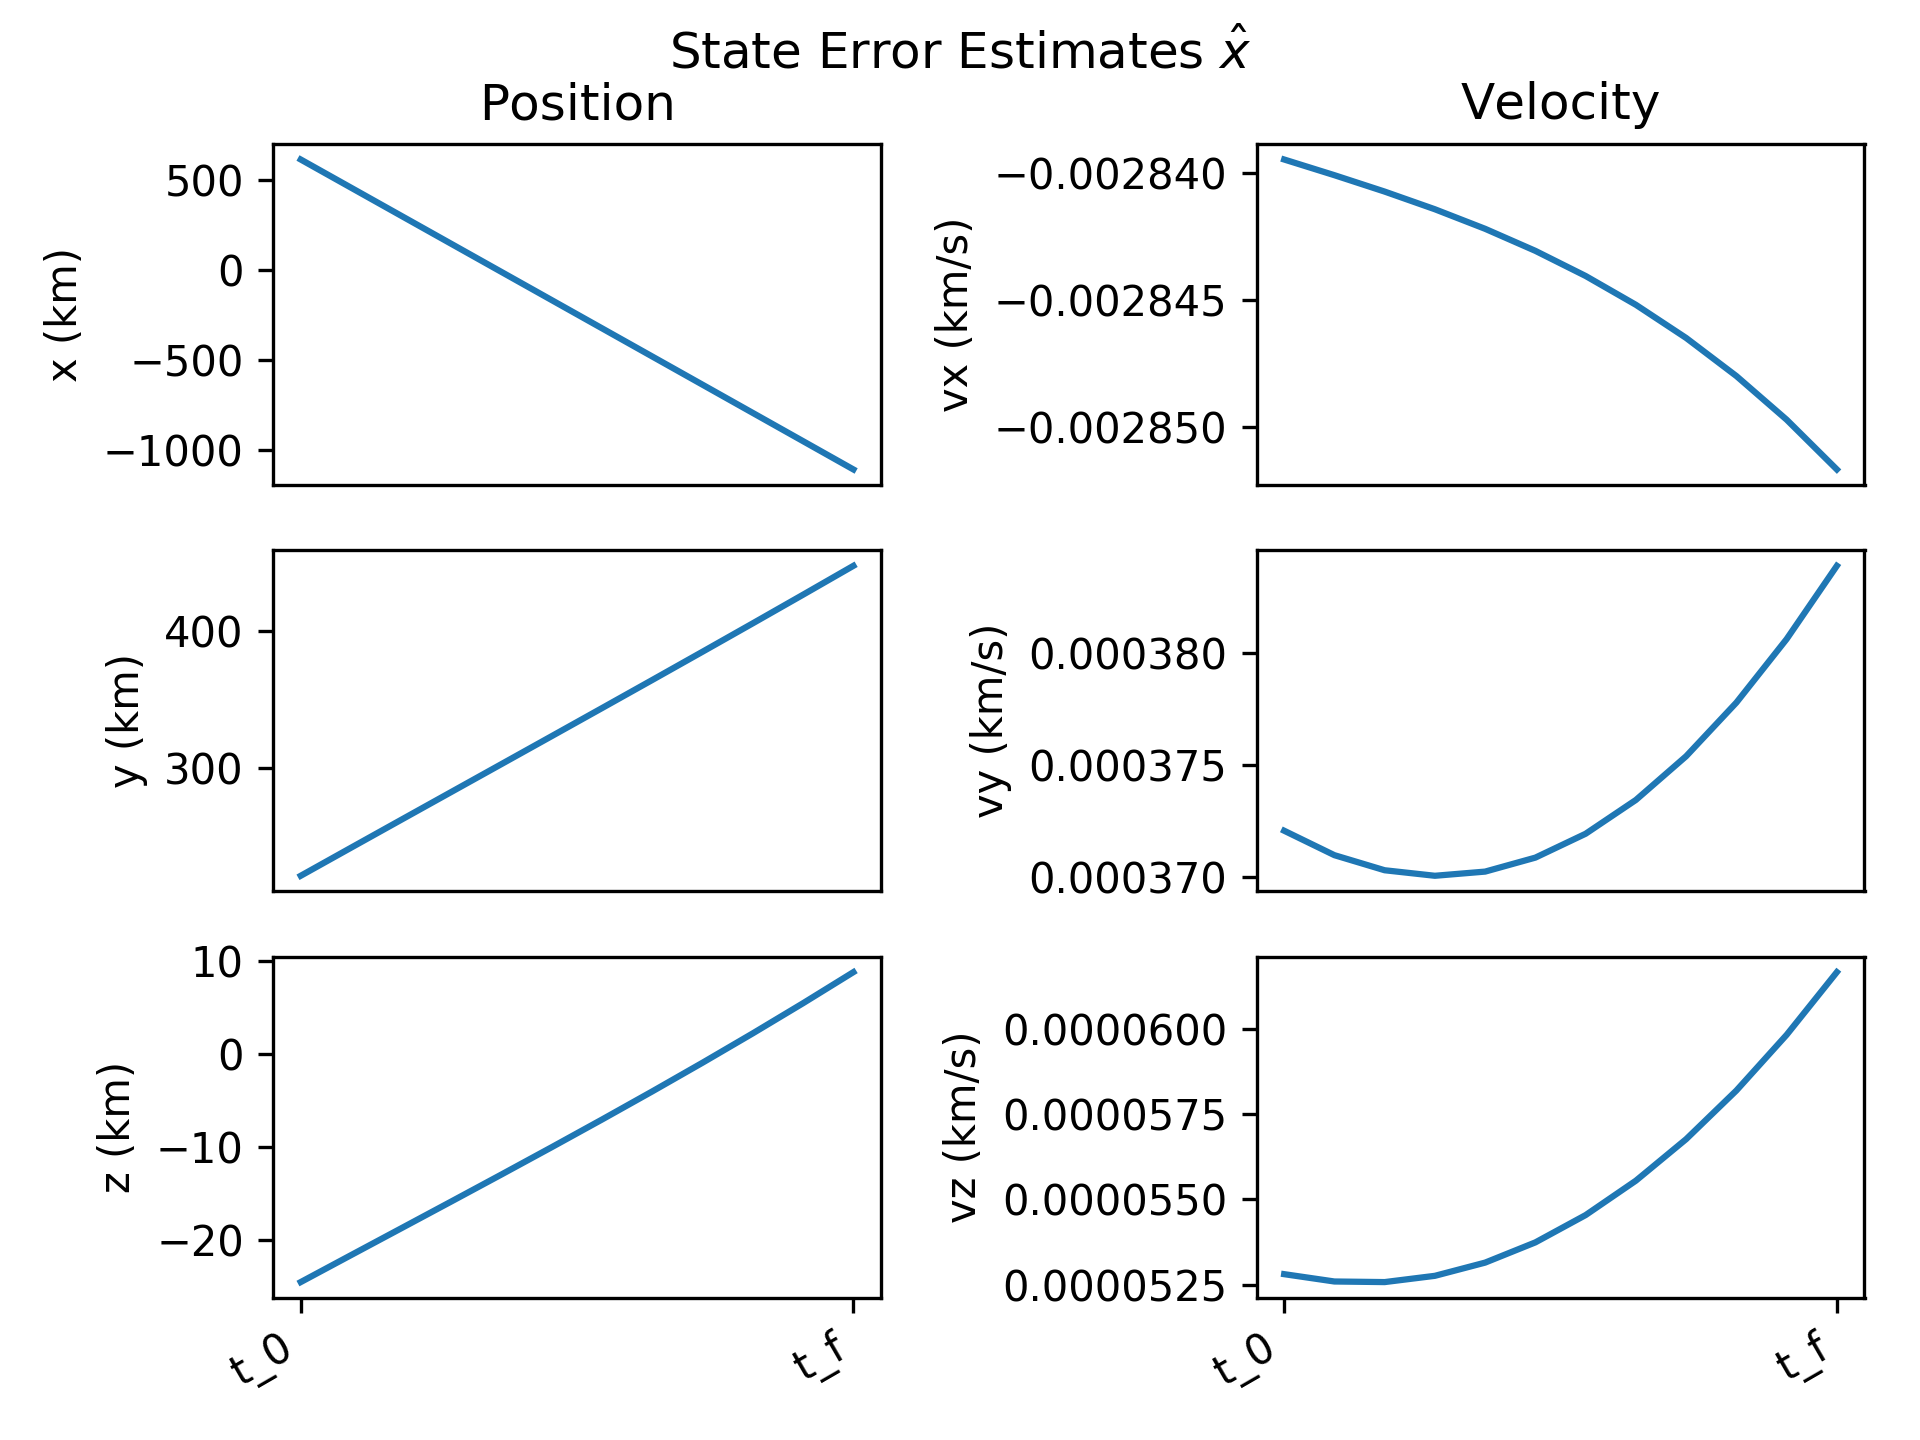 State Error Estimates x̂
Position
Velocity
x (km)
500
0
−500
−1000
vx (km/s)
−0.002840
−0.002845
−0.002850
y (km)
400
300
vy (km/s)
0.000380
0.000375
0.000370
z (km)
10
0
−10
−20
vz (km/s)
0.0000600
0.0000575
0.0000550
0.0000525
t_0
t_f
t_0
t_f